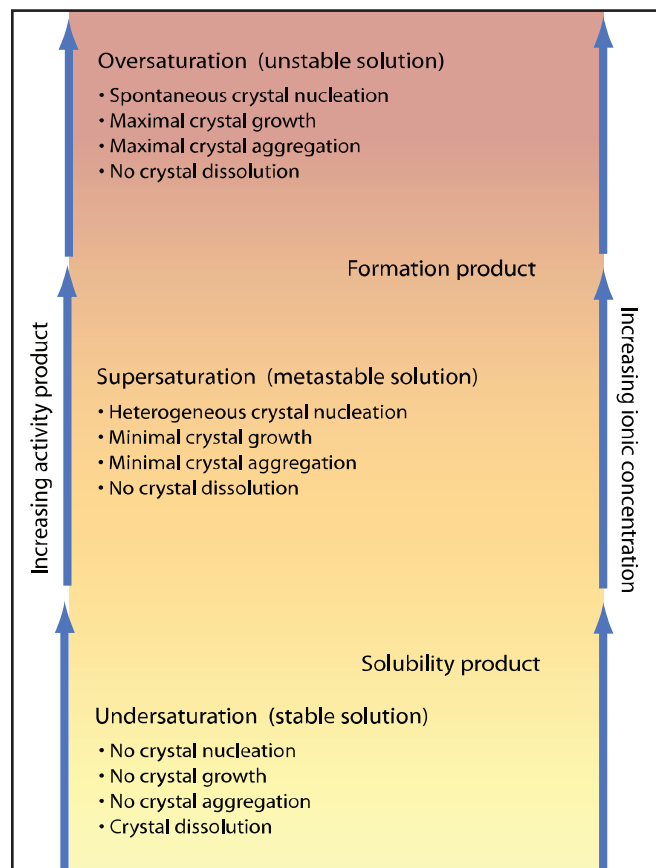 Oversaturation (unstable solution)
• Spontaneous crystal nucleation
• Maximal crystal growth
• Maximal crystal aggregation
• No crystal dissolution
Formation product
Increasing activity product
Increasing ionic concentration
Supersaturation (metastable solution)
• Heterogeneous crystal nucleation
• Minimal crystal growth
• Minimal crystal aggregation
• No crystal dissolution
Solubility product
Undersaturation (stable solution)
• No crystal nucleation
• No crystal growth
• No crystal aggregation
• Crystal dissolution